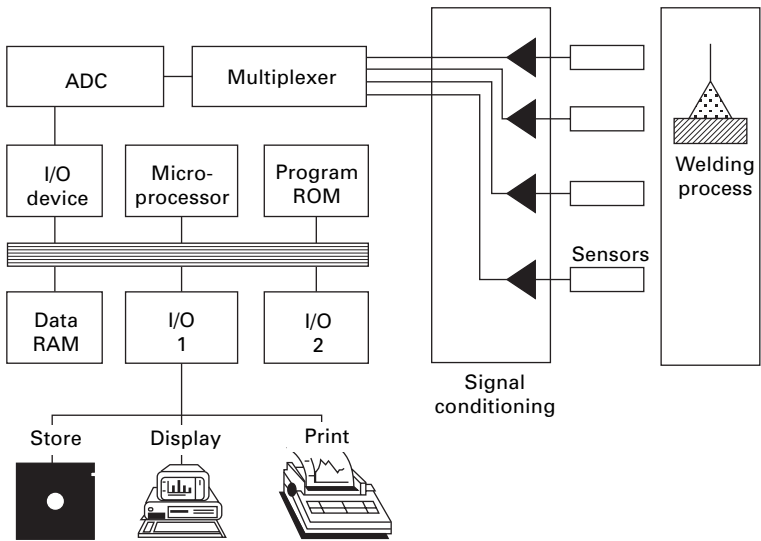 ADC
Multiplexer
I/O
device
Micro-
processor
Program
ROM
Welding
process
Sensors
Data
RAM
I/O
1
I/O
2
Signal
conditioning
Store
Display
Print